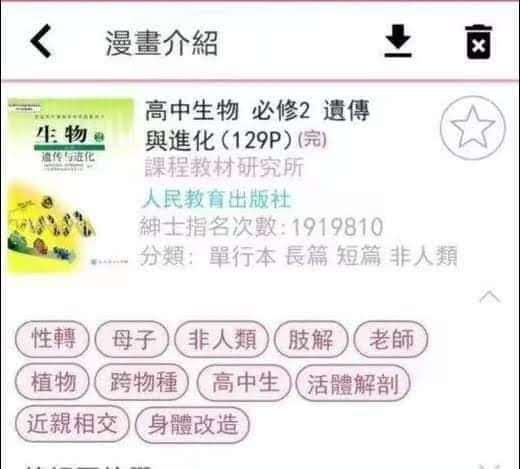 漫畫介紹
生物 2
遗传与进化
高中生物 必修2 遺傳
與進化(129P)(完)
課程教材研究所
人民教育出版社
紳士指名次數:1919810
分類: 單行本 長篇 短篇 非人類
性轉 母子 非人類 肢解 老師
植物 跨物種 高中生 活體解剖
近親相交 身體改造